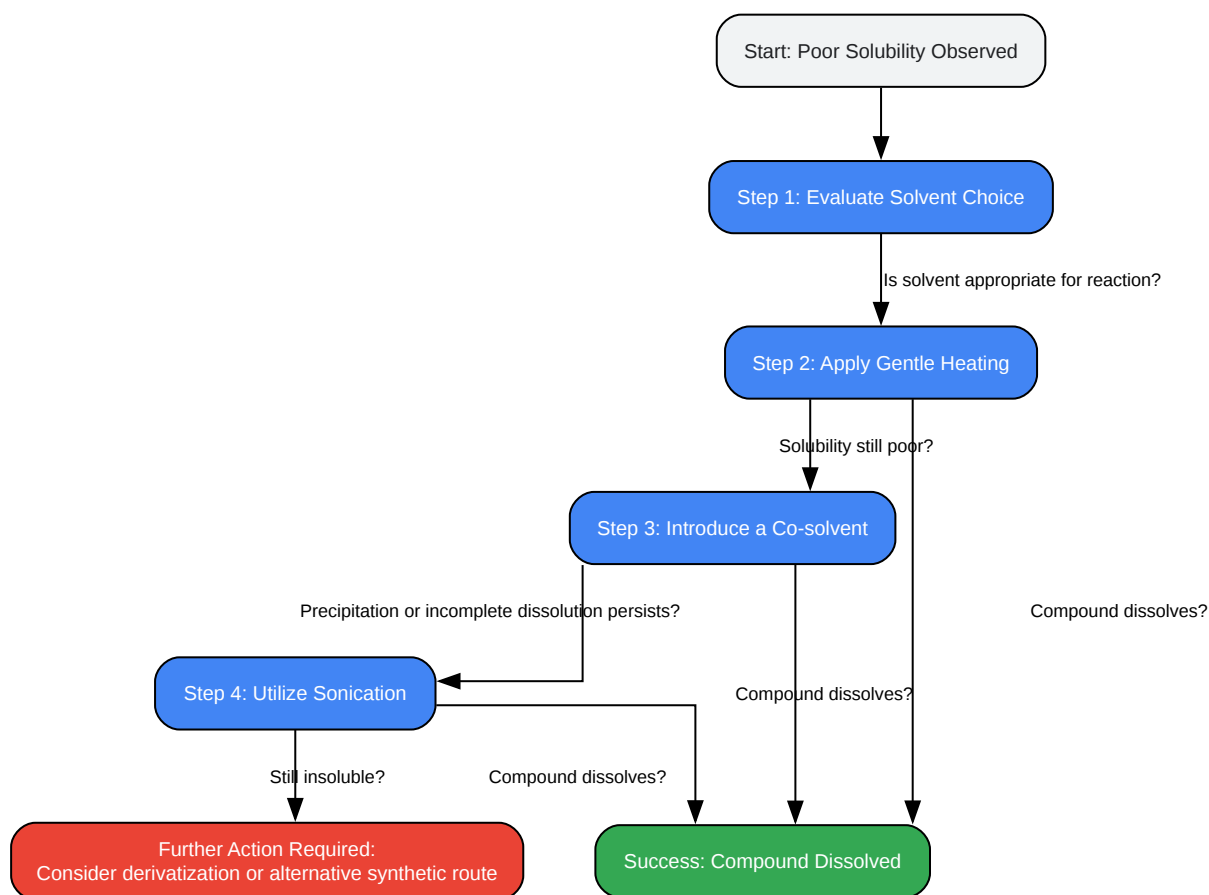 Start: Poor Solubility Observed
Step 1: Evaluate Solvent Choice
Is solvent appropriate for reaction?
Step 2: Apply Gentle Heating
Solubility still poor?
Step 3: Introduce a Co-solvent
Precipitation or incomplete dissolution persists?
Compound dissolves?
Step 4: Utilize Sonication
Compound dissolves?
Still insoluble?
Compound dissolves?
Further Action Required:
Consider derivatization or alternative synthetic route
Success: Compound Dissolved